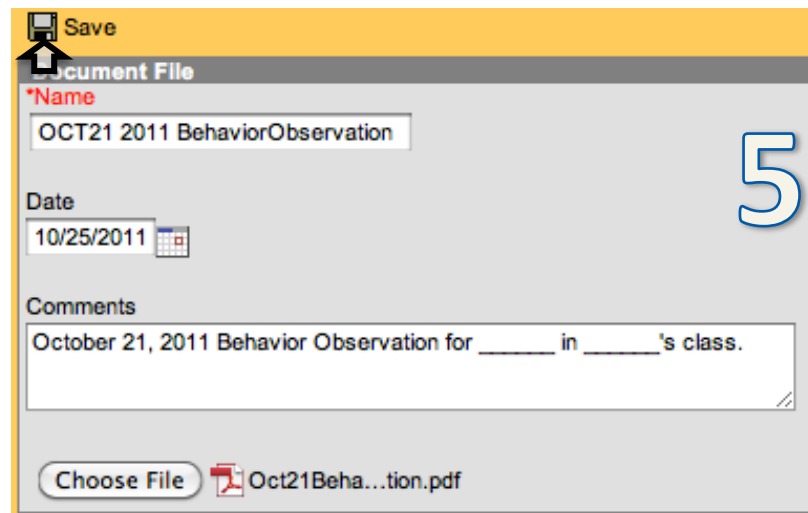 Save
Document File
*Name
OCT21 2011 BehaviorObservation
5
Date
10/25/2011
Comments
October 21, 2011 Behavior Observation for ______ in ______'s class.
Choose File Oct21Beha...tion.pdf